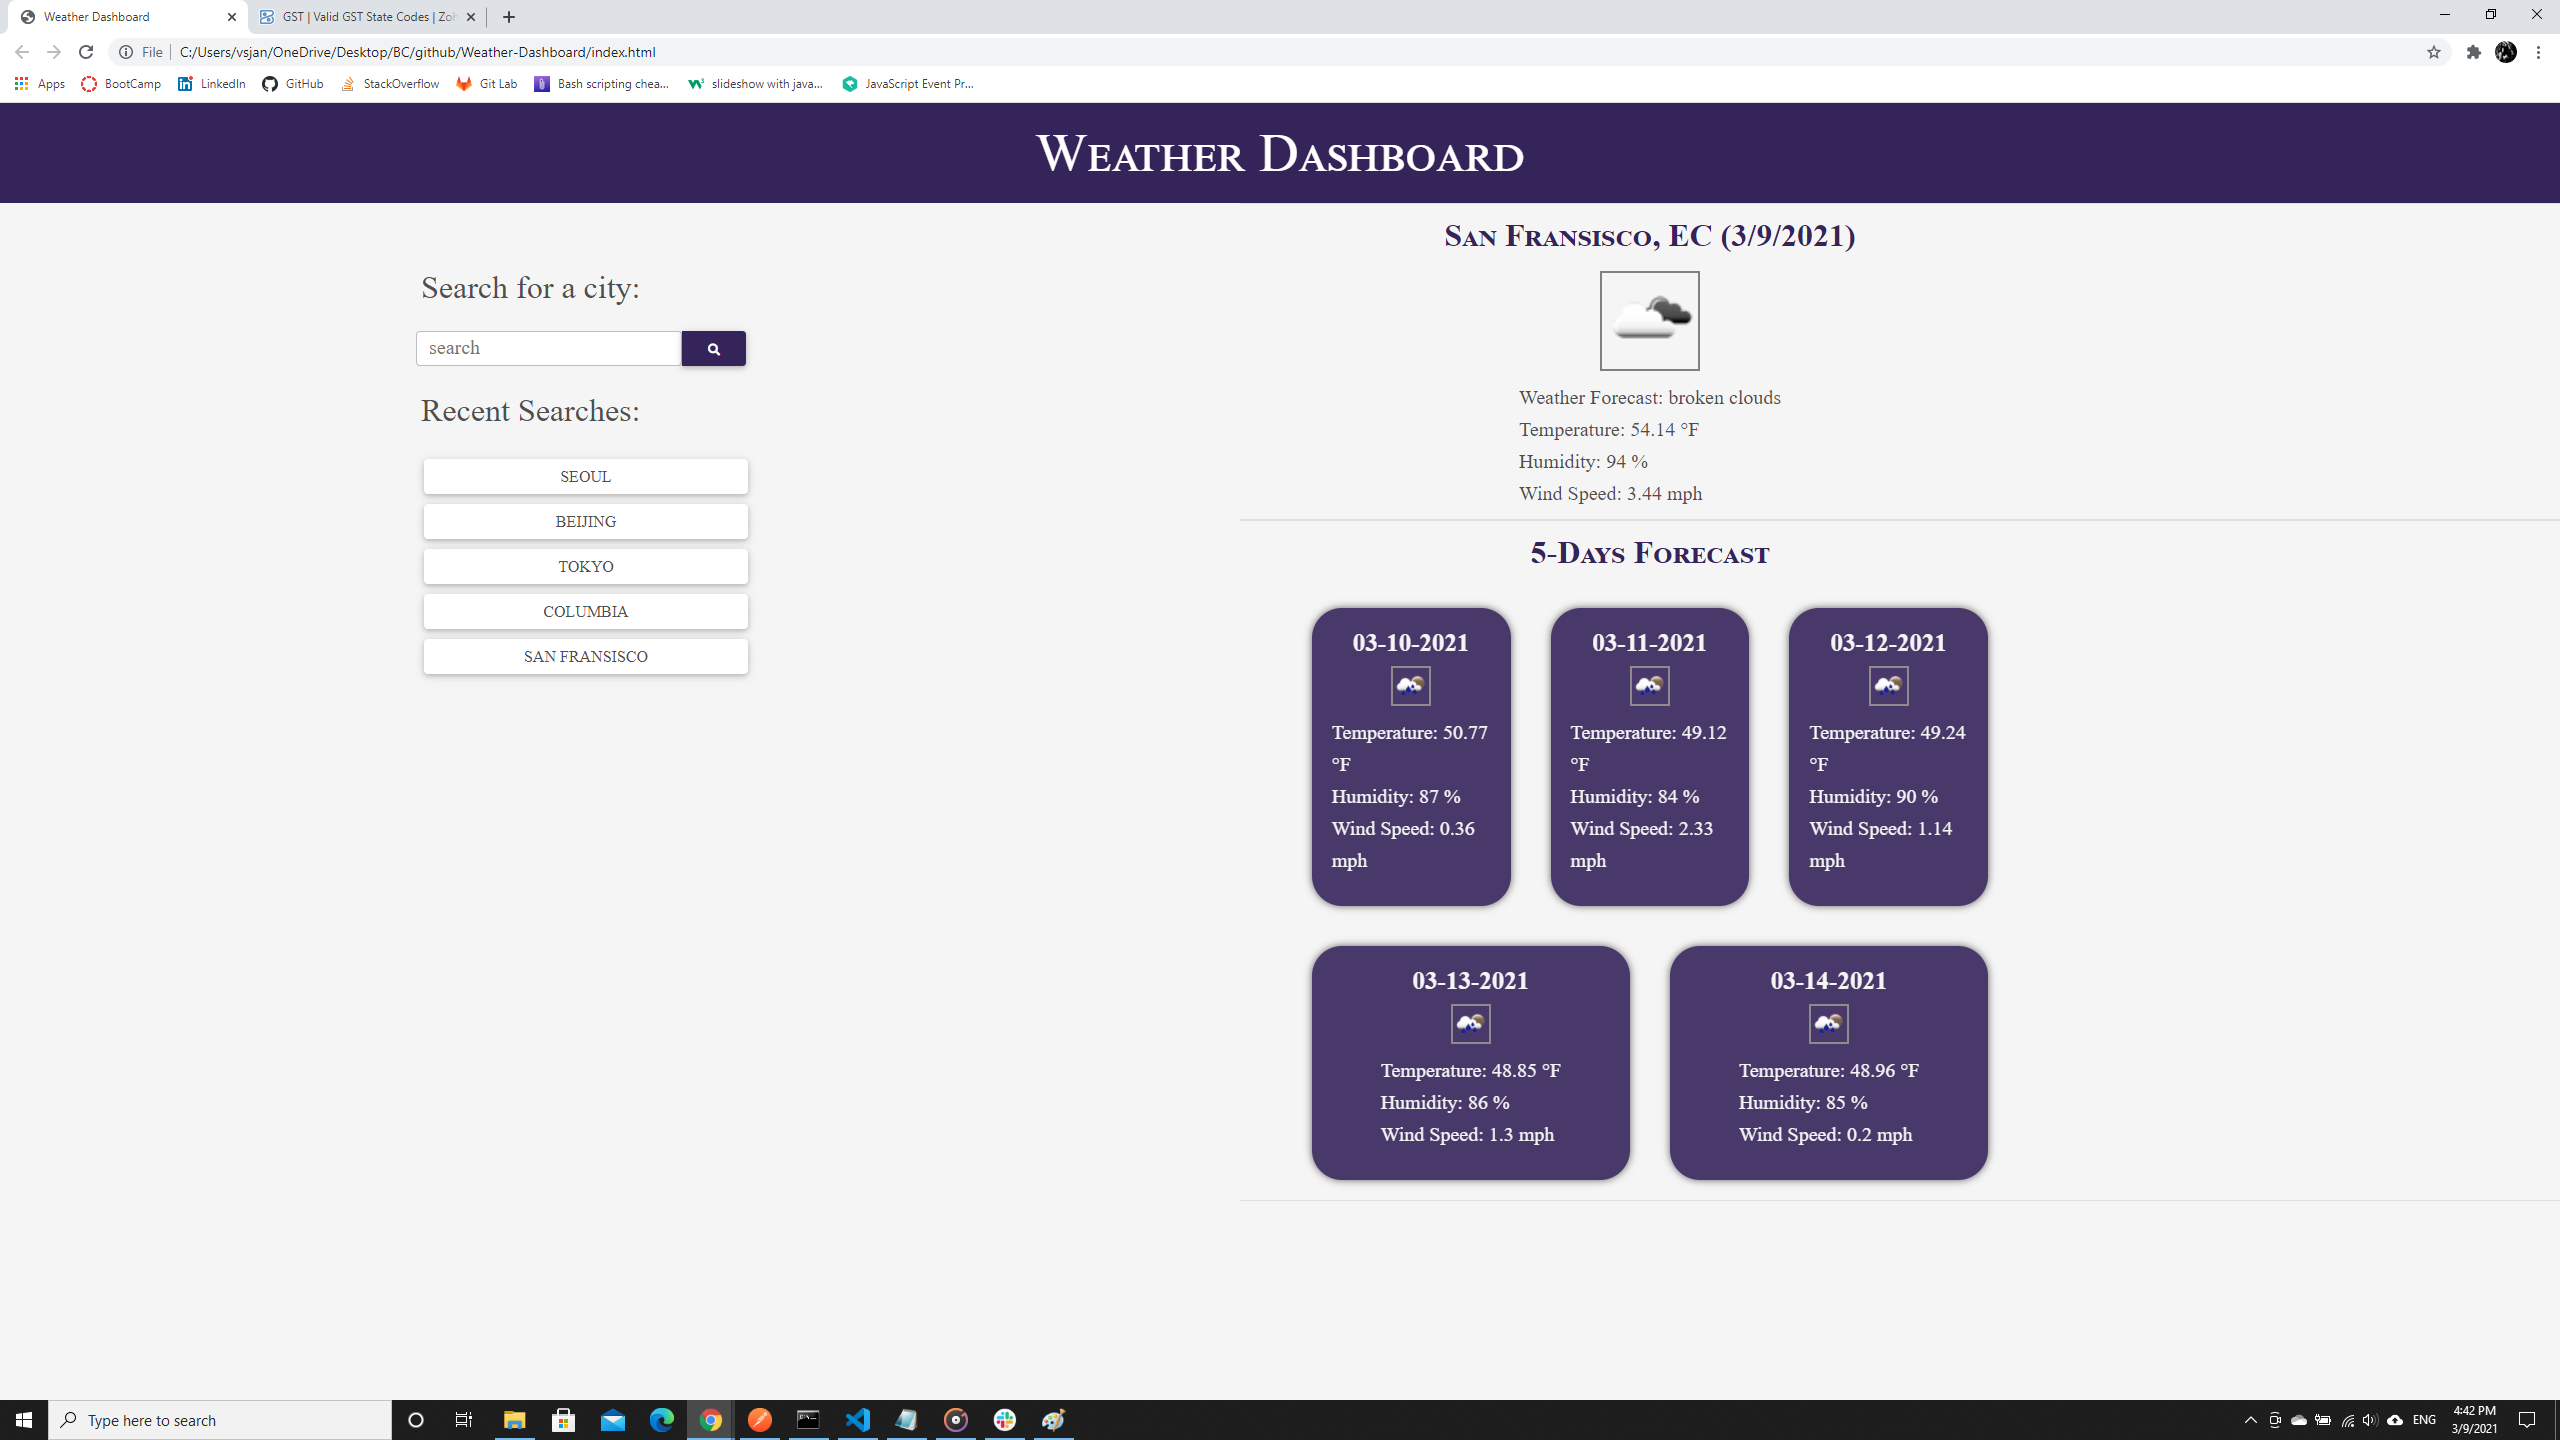 Weather Dashboard
GST | Valid GST State Codes | Zoh
File
C:/Users/vsjan/OneDrive/Desktop/BC/github/Weather-Dashboard/index.html
Apps
BootCamp
LinkedIn
GitHub
StackOverflow
Git Lab
Bash scripting chea...
slideshow with java...
JavaScript Event Pr...
Weather Dashboard
Search for a city:
search
Recent Searches:
SEOUL
BEIJING
TOKYO
COLUMBIA
SAN FRANSISCO
San Fransisco, EC (3/9/2021)
Weather Forecast: broken clouds
Temperature: 54.14 °F
Humidity: 94 %
Wind Speed: 3.44 mph
5-Days Forecast
03-10-2021
Temperature: 50.77
°F
Humidity: 87 %
Wind Speed: 0.36
mph
03-11-2021
Temperature: 49.12
°F
Humidity: 84 %
Wind Speed: 2.33
mph
03-12-2021
Temperature: 49.24
°F
Humidity: 90 %
Wind Speed: 1.14
mph
03-13-2021
Temperature: 48.85 °F
Humidity: 86 %
Wind Speed: 1.3 mph
03-14-2021
Temperature: 48.96 °F
Humidity: 85 %
Wind Speed: 0.2 mph
Type here to search
ENG
4:42 PM
3/9/2021